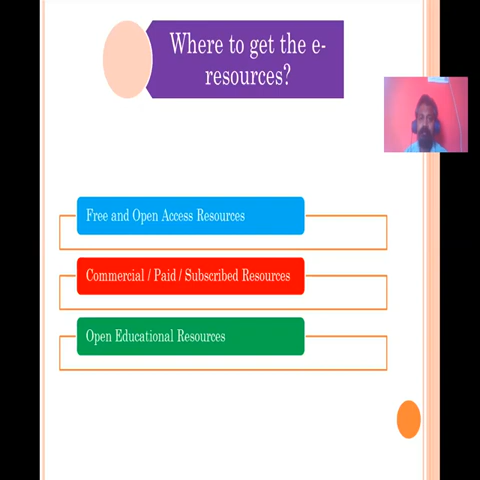 Where to get the e-
resources?
Free and Open Access Resources
Commercial / Paid / Subscribed Resources
Open Educational Resources